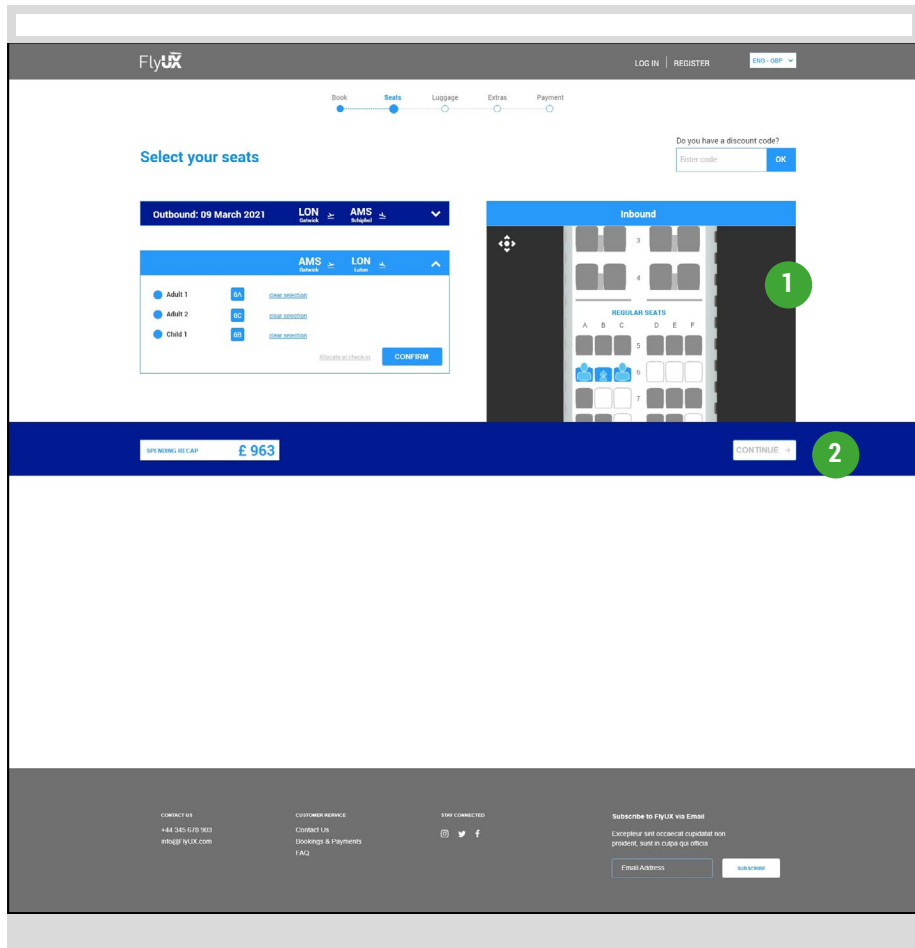 FlyUX
LOG IN | REGISTER
ENG - GBP
Book Seats Luggage Extras Payment
Do you have a discount code?
Select your seats
Enter code OK
Outbound: 09 March 2021 LON Gatwick AMS Schiphol
Inbound
AMS Gatwick LON Luton
3
4
1
Adult 1 6A clear selection
Adult 2 6C clear selection
Child 1 6B clear selection
Allocate at check-in CONFIRM
REGULAR SEATS
A B C D E F
5
6
7
SPENDING RECAP £ 963
CONTINUE
2
CONTACT US
+44 345 678 903
info@FlyUX.com
CUSTOMER SERVICE
Contact Us
Bookings & Payments
FAQ
STAY CONNECTED
Subscribe to FlyUX via Email
Excepteur sint occaecat cupidatat non
proident, sunt in culpa qui officia
Email Address SUBSCRIBE